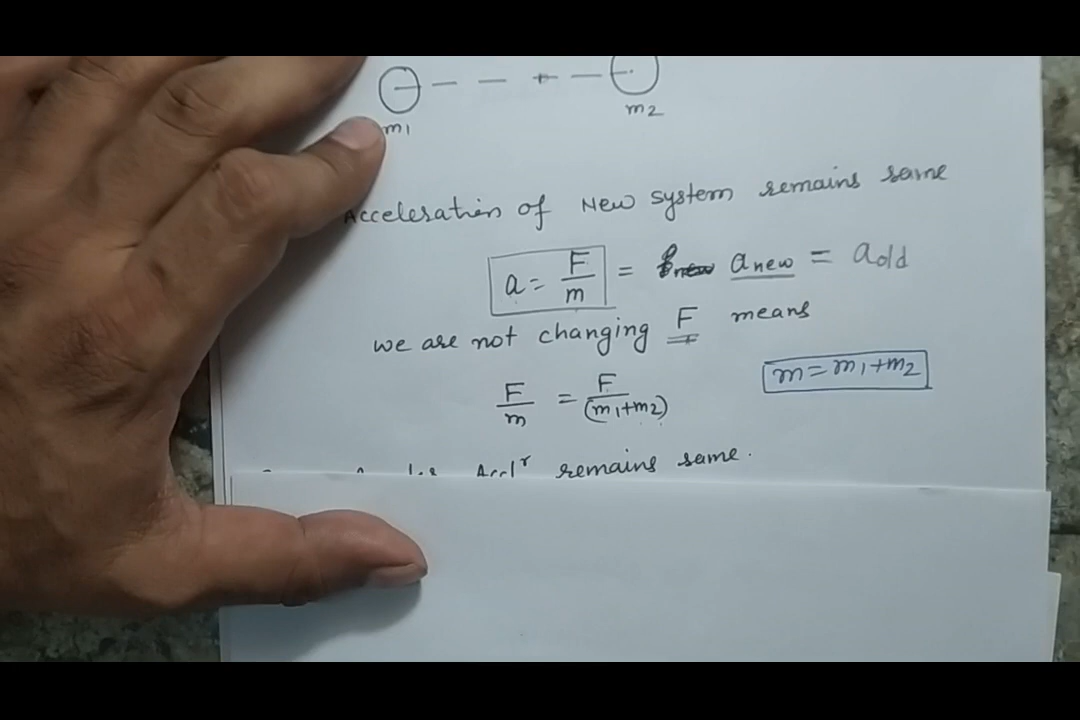 m1 m2
Acceleration of New system remains same
a = F/m = anew = aold
we are not changing F means
F/m = F/(m1+m2)
m = m1+m2
remains same.